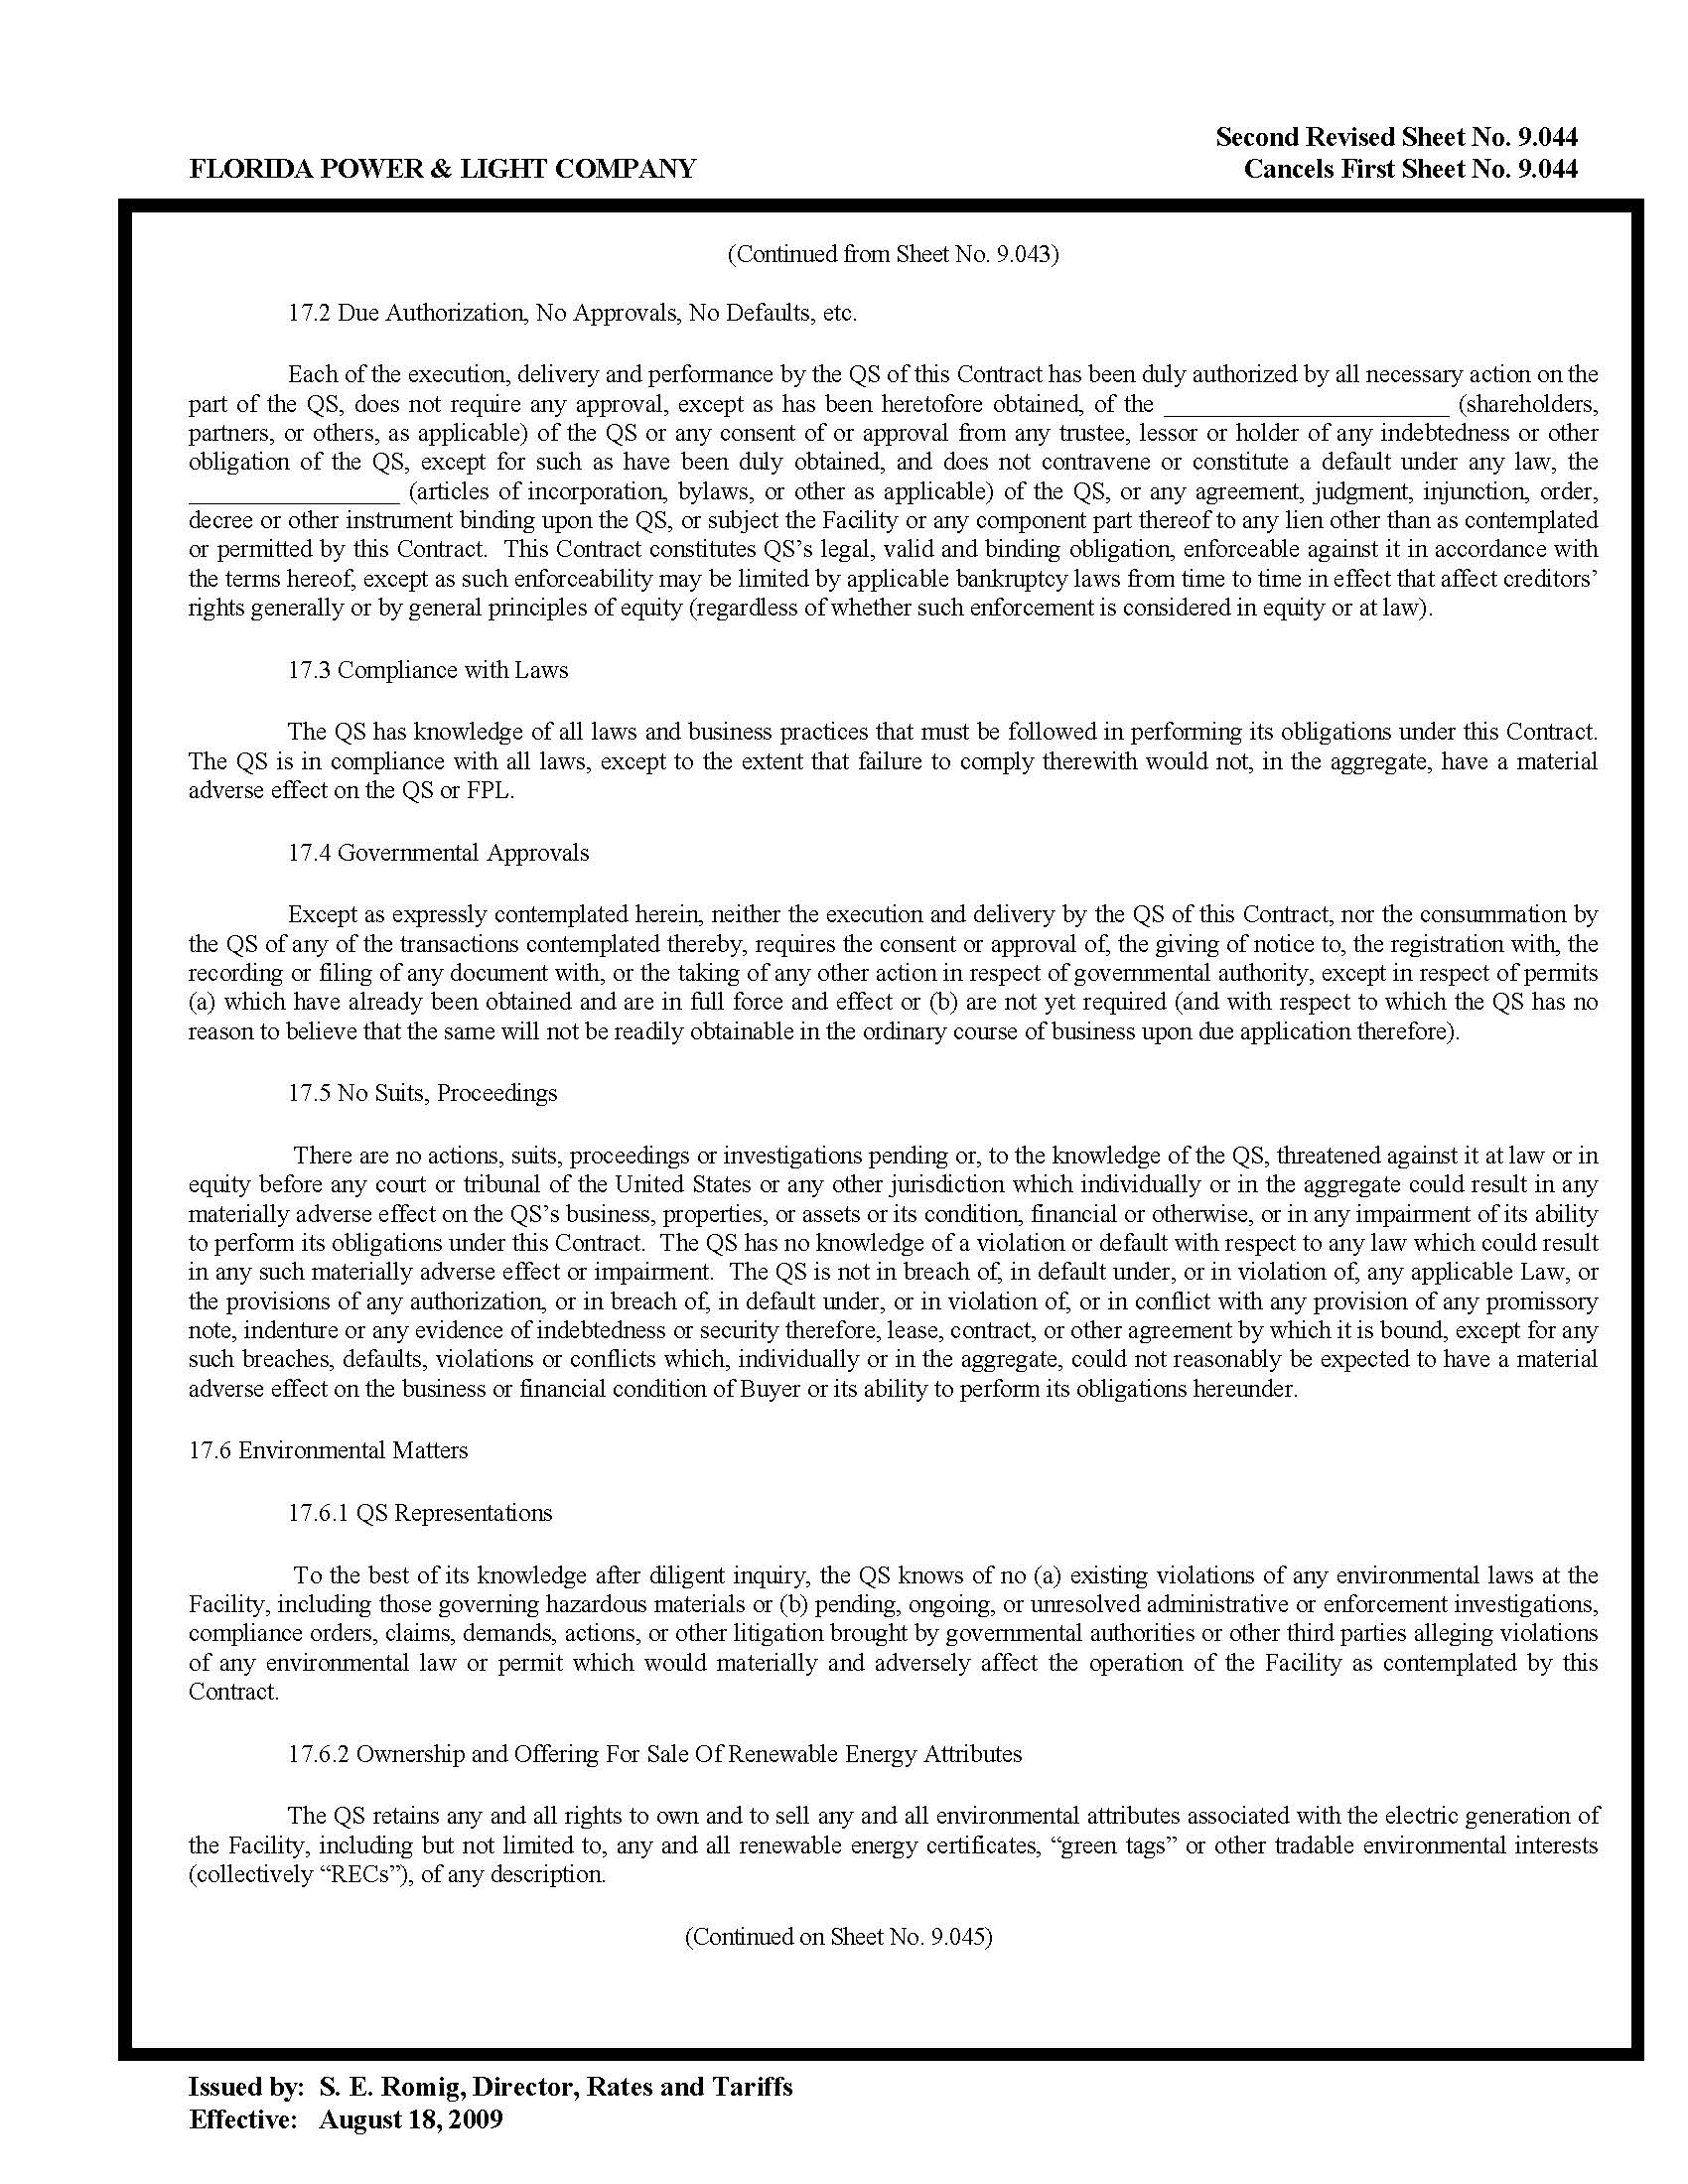 Second Revised Sheet No. 9.044
FLORIDA POWER & LIGHT COMPANY
Cancels First Sheet No. 9.044
(Continued from Sheet No. 9.043)
17.2 Due Authorization, No Approvals, No Defaults, etc.
Each of the execution, delivery and performance by the QS of this Contract has been duly authorized by all necessary action on the
part of the QS, does not require any approval, except as has been heretofore obtained, of the ______________________ (shareholders,
partners, or others, as applicable) of the QS or any consent of or approval from any trustee, lessor or holder of any indebtedness or other
obligation of the QS, except for such as have been duly obtained, and does not contravene or constitute a default under any law, the
________________ (articles of incorporation, bylaws, or other as applicable) of the QS, or any agreement, judgment, injunction, order,
decree or other instrument binding upon the QS, or subject the Facility or any component part thereof to any lien other than as contemplated
or permitted by this Contract. This Contract constitutes QS’s legal, valid and binding obligation, enforceable against it in accordance with
the terms hereof, except as such enforceability may be limited by applicable bankruptcy laws from time to time in effect that affect creditors’
rights generally or by general principles of equity (regardless of whether such enforcement is considered in equity or at law).
17.3 Compliance with Laws
The QS has knowledge of all laws and business practices that must be followed in performing its obligations under this Contract.
The QS is in compliance with all laws, except to the extent that failure to comply therewith would not, in the aggregate, have a material
adverse effect on the QS or FPL.
17.4 Governmental Approvals
Except as expressly contemplated herein, neither the execution and delivery by the QS of this Contract, nor the consummation by
the QS of any of the transactions contemplated thereby, requires the consent or approval of, the giving of notice to, the registration with, the
recording or filing of any document with, or the taking of any other action in respect of governmental authority, except in respect of permits
(a) which have already been obtained and are in full force and effect or (b) are not yet required (and with respect to which the QS has no
reason to believe that the same will not be readily obtainable in the ordinary course of business upon due application therefore).
17.5 No Suits, Proceedings
There are no actions, suits, proceedings or investigations pending or, to the knowledge of the QS, threatened against it at law or in
equity before any court or tribunal of the United States or any other jurisdiction which individually or in the aggregate could result in any
materially adverse effect on the QS’s business, properties, or assets or its condition, financial or otherwise, or in any impairment of its ability
to perform its obligations under this Contract. The QS has no knowledge of a violation or default with respect to any law which could result
in any such materially adverse effect or impairment. The QS is not in breach of, in default under, or in violation of, any applicable Law, or
the provisions of any authorization, or in breach of, in default under, or in violation of, or in conflict with any provision of any promissory
note, indenture or any evidence of indebtedness or security therefore, lease, contract, or other agreement by which it is bound, except for any
such breaches, defaults, violations or conflicts which, individually or in the aggregate, could not reasonably be expected to have a material
adverse effect on the business or financial condition of Buyer or its ability to perform its obligations hereunder.
17.6 Environmental Matters
17.6.1 QS Representations
To the best of its knowledge after diligent inquiry, the QS knows of no (a) existing violations of any environmental laws at the
Facility, including those governing hazardous materials or (b) pending, ongoing, or unresolved administrative or enforcement investigations,
compliance orders, claims, demands, actions, or other litigation brought by governmental authorities or other third parties alleging violations
of any environmental law or permit which would materially and adversely affect the operation of the Facility as contemplated by this
Contract.
17.6.2 Ownership and Offering For Sale Of Renewable Energy Attributes
The QS retains any and all rights to own and to sell any and all environmental attributes associated with the electric generation of
the Facility, including but not limited to, any and all renewable energy certificates, “green tags” or other tradable environmental interests
(collectively “RECs”), of any description.
(Continued on Sheet No. 9.045)
Issued by: S. E. Romig, Director, Rates and Tariffs
Effective: August 18, 2009